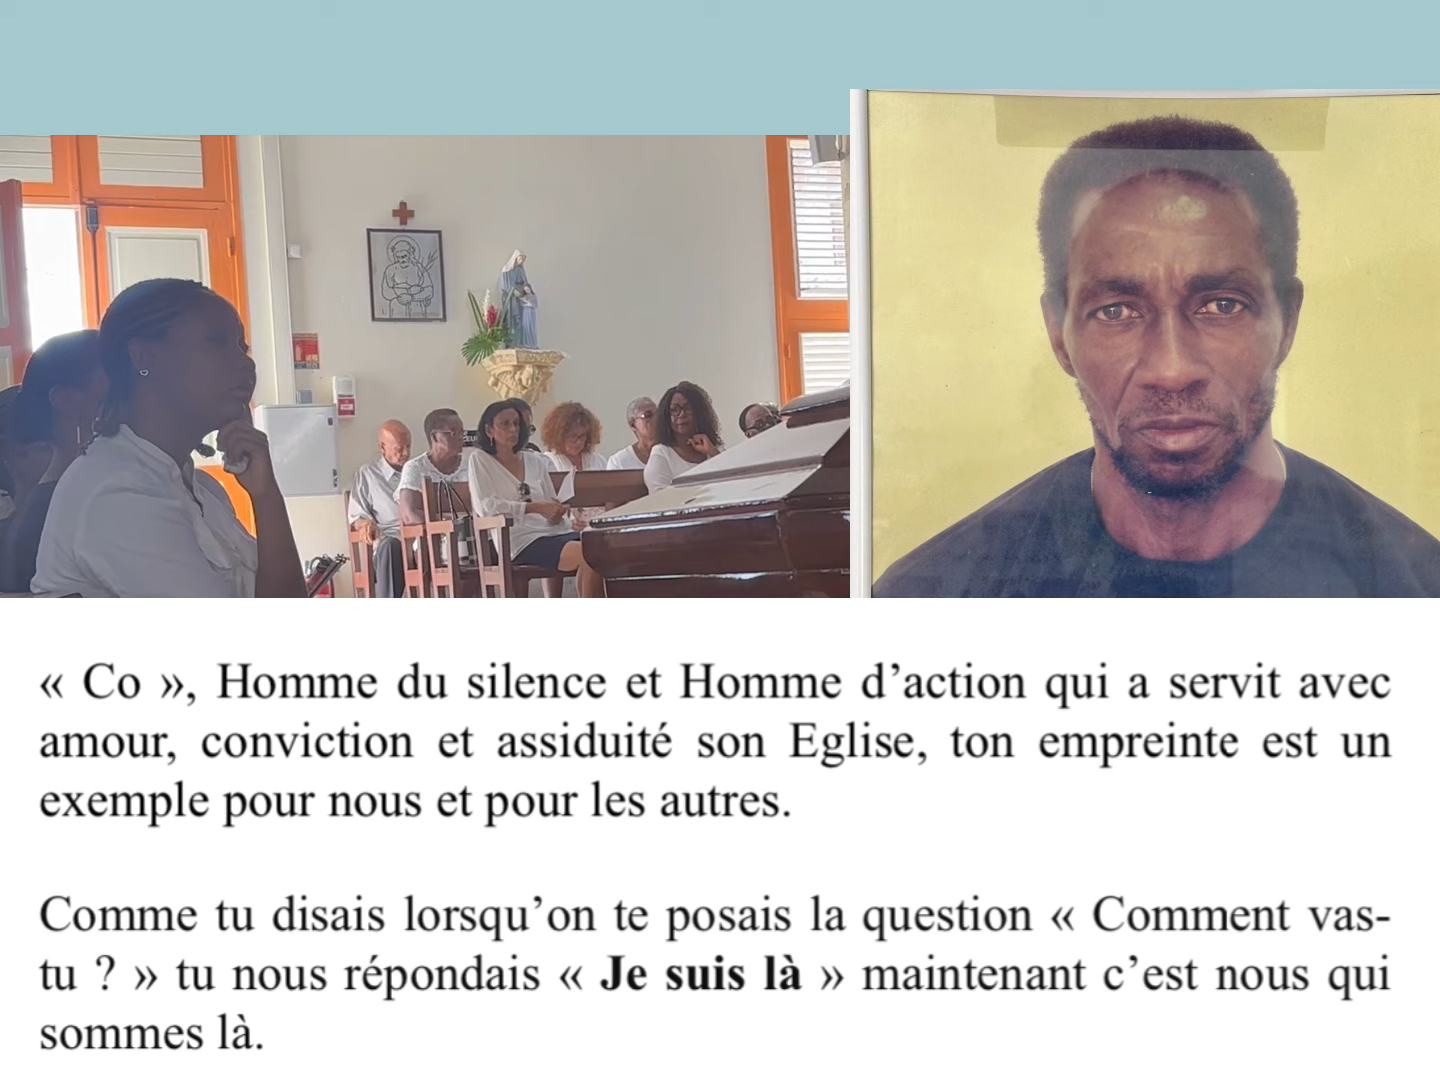 « Co », Homme du silence et Homme d’action qui a servit avec
amour, conviction et assiduité son Eglise, ton empreinte est un
exemple pour nous et pour les autres.
Comme tu disais lorsqu’on te posais la question « Comment vas-
tu ? » tu nous répondais « Je suis là » maintenant c’est nous qui
sommes là.